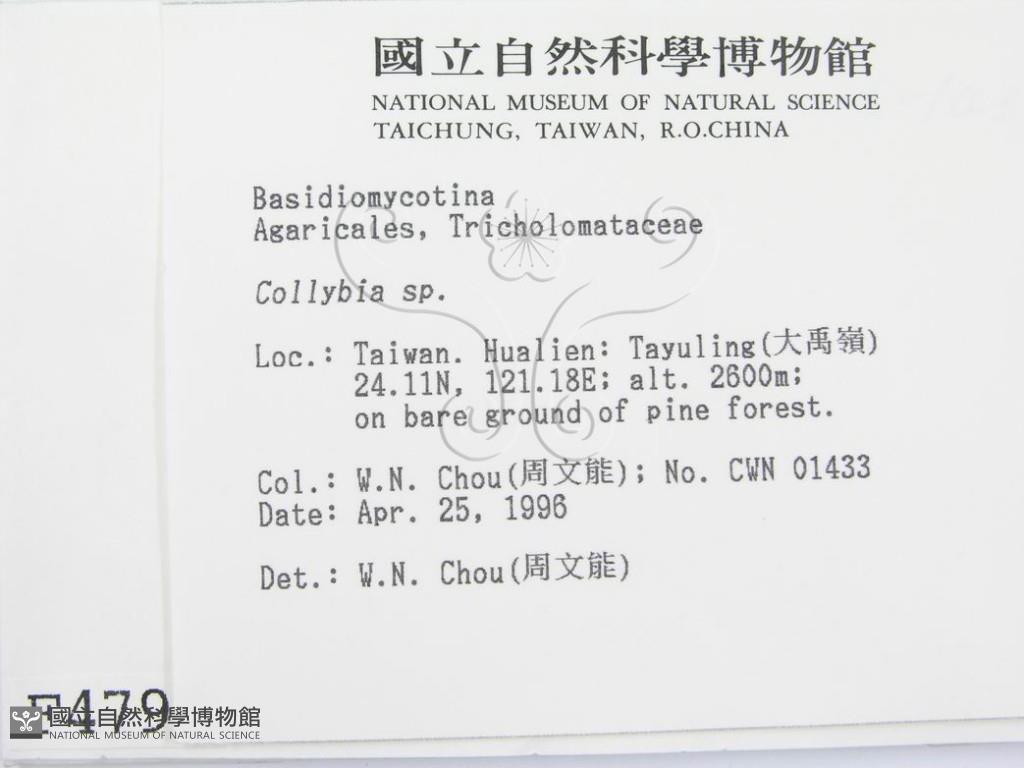 國立自然科學博物館
NATIONAL MUSEUM OF NATURAL SCIENCE
TAICHUNG, TAIWAN, R.O.CHINA
Basidiomycotina
Agaricales, Tricholomataceae
Collybia sp.
Loc.: Taiwan. Hualien: Tayuling(大禹嶺)
24.11N, 121.18E; alt. 2600m;
on bare ground of pine forest.
Col.: W.N. Chou(周文能); No. CWN 01433
Date: Apr. 25, 1996
Det.: W.N. Chou(周文能)
F479
國立自然科學博物館
NATIONAL MUSEUM OF NATURAL SCIENCE